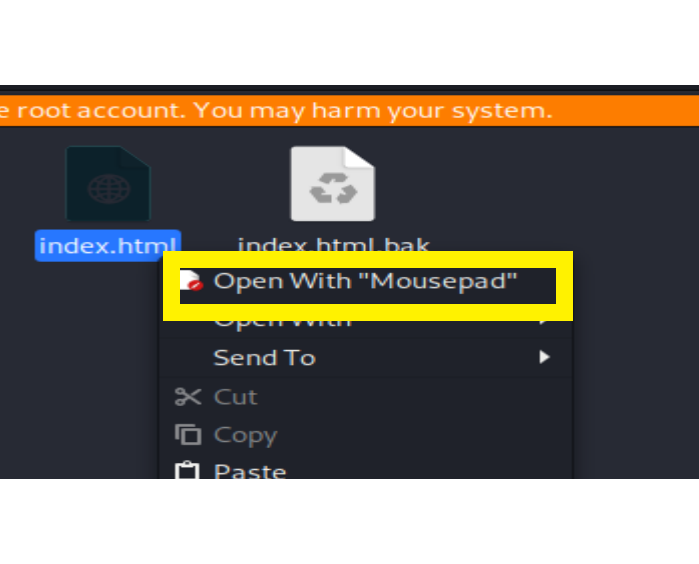 e root account. You may harm your system.
index.html
index.html.bak
Open With "Mousepad"
Open With
Send To
Cut
Copy
Paste